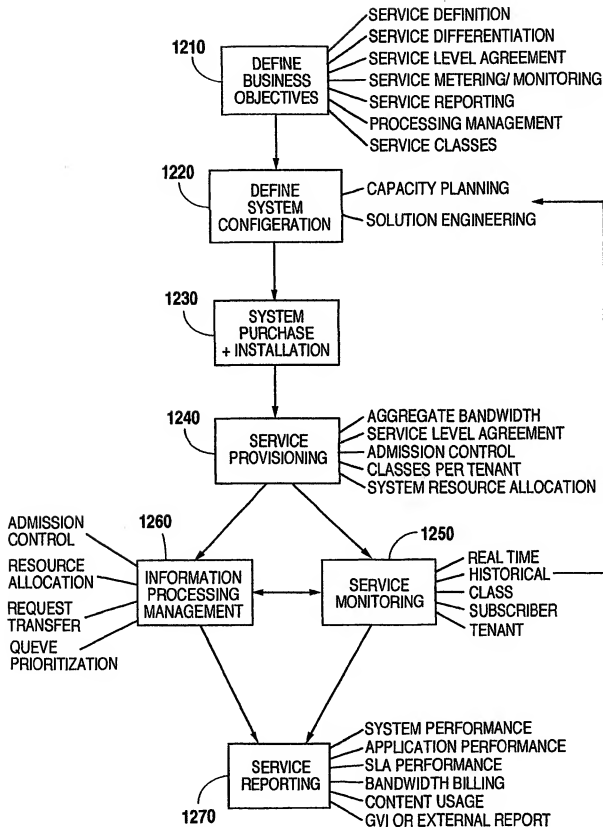 1210
DEFINE
BUSINESS
OBJECTIVES
SERVICE DEFINITION
SERVICE DIFFERENTIATION
SERVICE LEVEL AGREEMENT
SERVICE METERING/ MONITORING
SERVICE REPORTING
PROCESSING MANAGEMENT
SERVICE CLASSES
1220
DEFINE
SYSTEM
CONFIGERATION
CAPACITY PLANNING
SOLUTION ENGINEERING
1230
SYSTEM
PURCHASE
+ INSTALLATION
1240
SERVICE
PROVISIONING
AGGREGATE BANDWIDTH
SERVICE LEVEL AGREEMENT
ADMISSION CONTROL
CLASSES PER TENANT
SYSTEM RESOURCE ALLOCATION
ADMISSION
CONTROL
RESOURCE
ALLOCATION
REQUEST
TRANSFER
QUEVE
PRIORITIZATION
1260
INFORMATION
PROCESSING
MANAGEMENT
1250
SERVICE
MONITORING
REAL TIME
HISTORICAL
CLASS
SUBSCRIBER
TENANT
SERVICE
REPORTING
1270
SYSTEM PERFORMANCE
APPLICATION PERFORMANCE
SLA PERFORMANCE
BANDWIDTH BILLING
CONTENT USAGE
GVI OR EXTERNAL REPORT